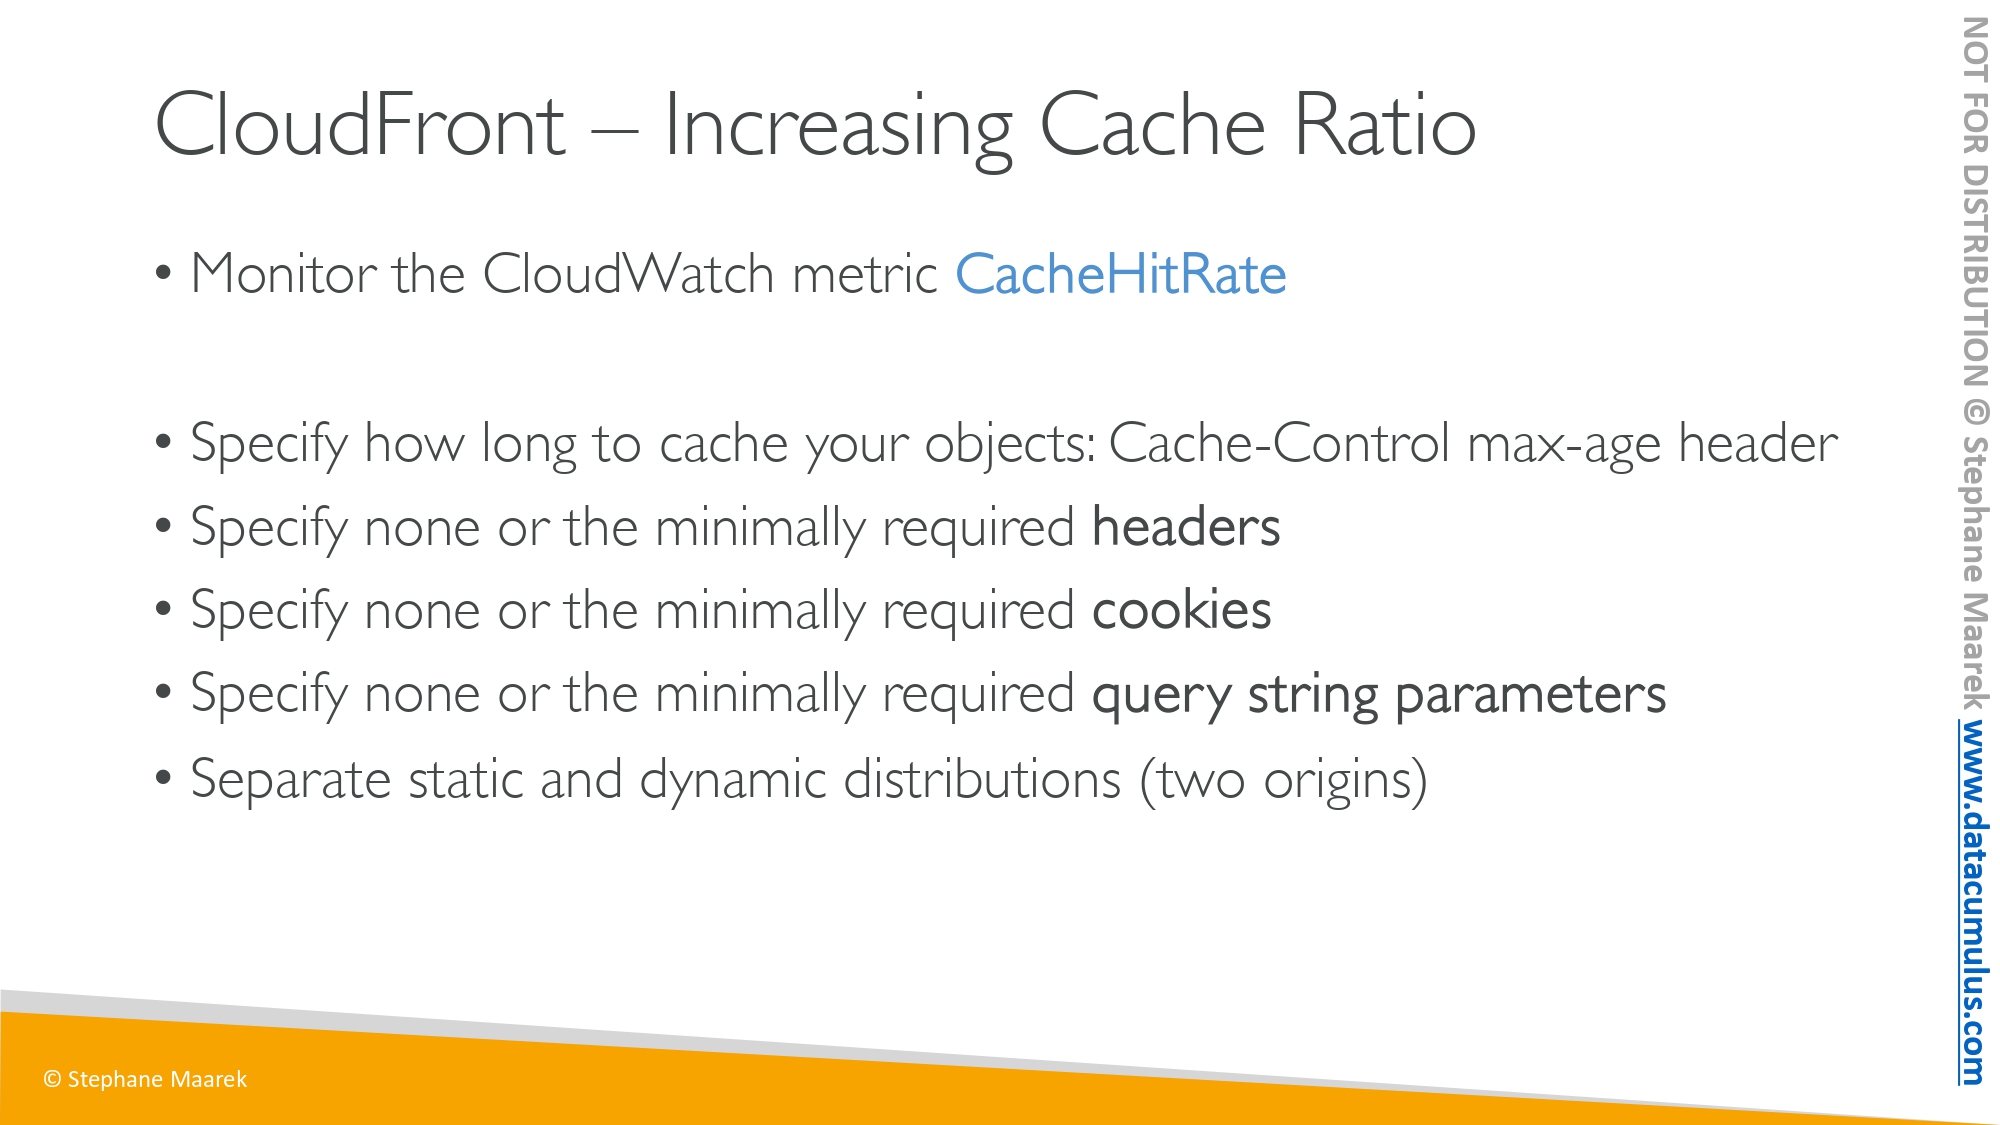 CloudFront – Increasing Cache Ratio
• Monitor the CloudWatch metric CacheHitRate
• Specify how long to cache your objects: Cache-Control max-age header
• Specify none or the minimally required headers
• Specify none or the minimally required cookies
• Specify none or the minimally required query string parameters
• Separate static and dynamic distributions (two origins)
© Stephane Maarek
NOT FOR DISTRIBUTION © Stephane Maarek www.datacumulus.com